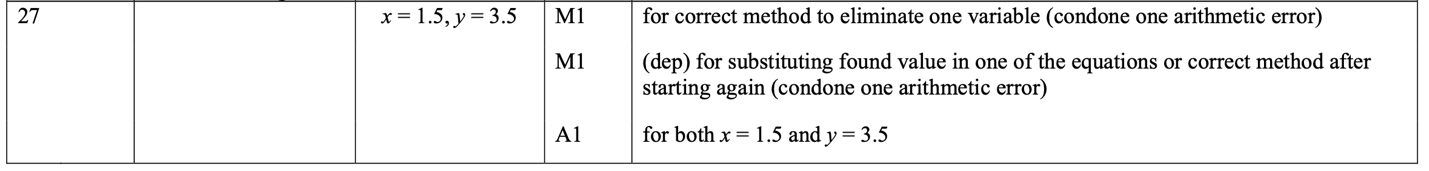 27 x = 1.5, y = 3.5 M1 for correct method to eliminate one variable (condone one arithmetic error)
M1 (dep) for substituting found value in one of the equations or correct method after
starting again (condone one arithmetic error)
A1 for both x = 1.5 and y = 3.5